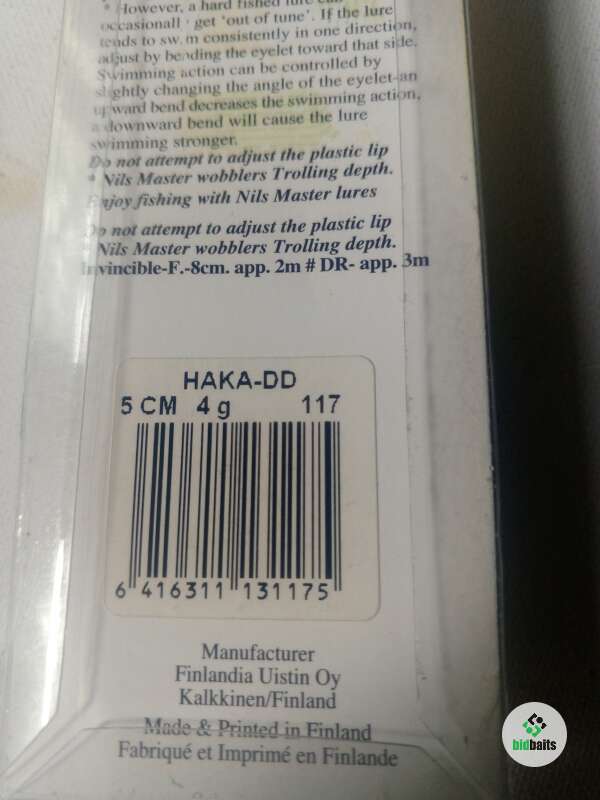 * However, a hard fished lure can
occasionall get 'out of tune'. If the lure
tends to swim consistently in one direction,
adjust by bending the eyelet toward that side.
Swimming action can be controlled by
slightly changing the angle of the eyelet-an
upward bend decreases the swimming action,
a downward bend will cause the lure
swimming stronger.
Do not attempt to adjust the plastic lip
* Nils Master wobblers Trolling depth.
Enjoy fishing with Nils Master lures
Do not attempt to adjust the plastic lip
* Nils Master wobblers Trolling depth.
Invincible-F.-8cm. app. 2m # DR- app. 3m
HAKA-DD
5 CM 4 g 117
6 416311 131175
Manufacturer
Finlandia Uistin Oy
Kalkkinen/Finland
Made & Printed in Finland
Fabriqué et Imprimé en Finlande
bidbaits